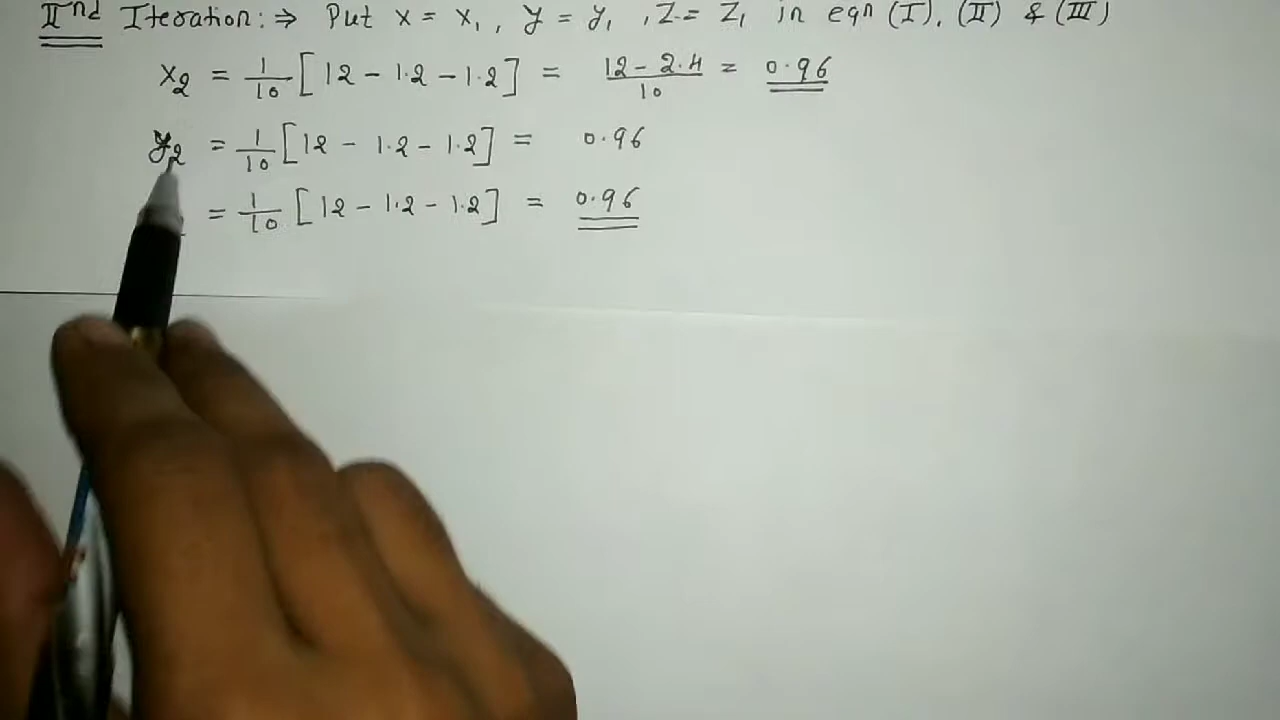 IInd Iteration:⇒ Put x = x₁, y = y₁, z = z₁ in eqn (I), (II) & (III)
x₂ = 1/10 [12 - 1.2 - 1.2] = 12 - 2.4/10 = 0.96
y₂ = 1/10 [12 - 1.2 - 1.2] = 0.96
= 1/10 [12 - 1.2 - 1.2] = 0.96